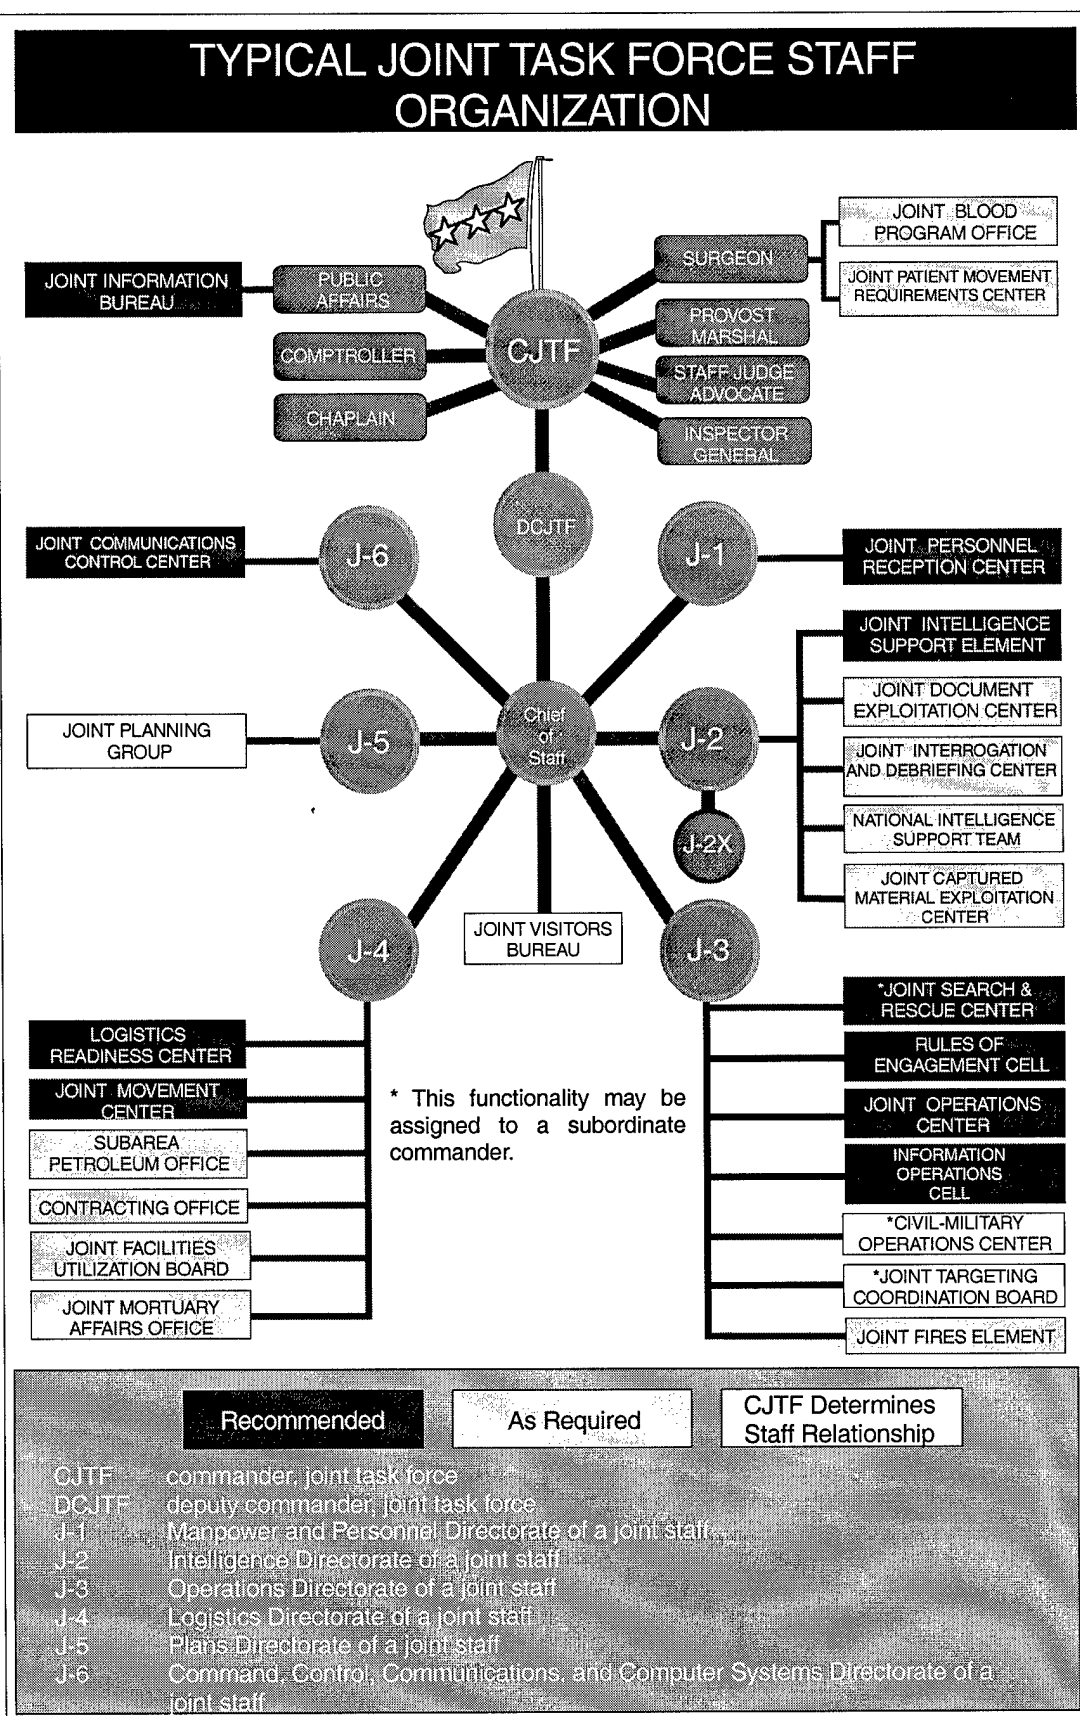 TYPICAL JOINT TASK FORCE STAFF
ORGANIZATION
JOINT BLOOD
PROGRAM OFFICE
SURGEON
JOINT PATIENT MOVEMENT
REQUIREMENTS CENTER
JOINT INFORMATION
BUREAU
PUBLIC
AFFAIRS
PROVOST
MARSHAL
CJTF
COMPTROLLER
STAFF JUDGE
ADVOCATE
CHAPLAIN
INSPECTOR
GENERAL
DCJTF
JOINT COMMUNICATIONS
CONTROL CENTER
J-6
J-1
JOINT PERSONNEL
RECEPTION CENTER
JOINT INTELLIGENCE
SUPPORT ELEMENT
JOINT DOCUMENT
EXPLOITATION CENTER
JOINT PLANNING
GROUP
J-5
Chief
of
Staff
J-2
JOINT INTERROGATION
AND DEBRIEFING CENTER
J-2X
NATIONAL INTELLIGENCE
SUPPORT TEAM
JOINT CAPTURED
MATERIAL EXPLOITATION
CENTER
J-4
JOINT VISITORS
BUREAU
J-3
*JOINT SEARCH &
RESCUE CENTER
LOGISTICS
READINESS CENTER
RULES OF
ENGAGEMENT CELL
JOINT MOVEMENT
CENTER
* This functionality may be
assigned to a subordinate
commander.
JOINT OPERATIONS
CENTER
SUBAREA
PETROLEUM OFFICE
INFORMATION
OPERATIONS
CELL
CONTRACTING OFFICE
*CIVIL-MILITARY
OPERATIONS CENTER
JOINT FACILITIES
UTILIZATION BOARD
*JOINT TARGETING
COORDINATION BOARD
JOINT MORTUARY
AFFAIRS OFFICE
JOINT FIRES ELEMENT
Recommended
As Required
CJTF Determines
Staff Relationship
CJTF commander, joint task force
DCJTF deputy commander, joint task force
J-1 Manpower and Personnel Directorate of a joint staff
J-2 Intelligence Directorate of a joint staff
J-3 Operations Directorate of a joint staff
J-4 Logistics Directorate of a joint staff
J-5 Plans Directorate of a joint staff
J-6 Command, Control, Communications, and Computer Systems Directorate of a
joint staff